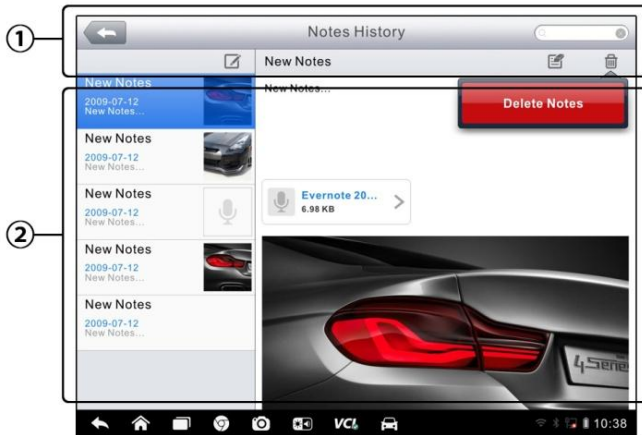 ①
Notes History
New Notes
New Notes
2009-07-12
New Notes...
New Notes...
Delete Notes
②
New Notes
2009-07-12
New Notes...
New Notes
2009-07-12
New Notes...
Evernote 20...
6.98 KB
New Notes
2009-07-12
New Notes...
New Notes
2009-07-12
New Notes...
4Series
VCI
10:38